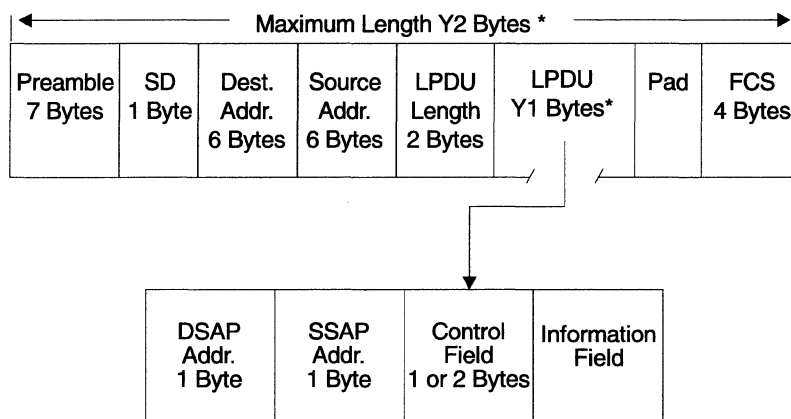 Maximum Length Y2 Bytes *
Preamble
7 Bytes
SD
1 Byte
Dest.
Addr.
6 Bytes
Source
Addr.
6 Bytes
LPDU
Length
2 Bytes
LPDU
Y1 Bytes*
Pad
FCS
4 Bytes
DSAP
Addr.
1 Byte
SSAP
Addr.
1 Byte
Control
Field
1 or 2 Bytes
Information
Field